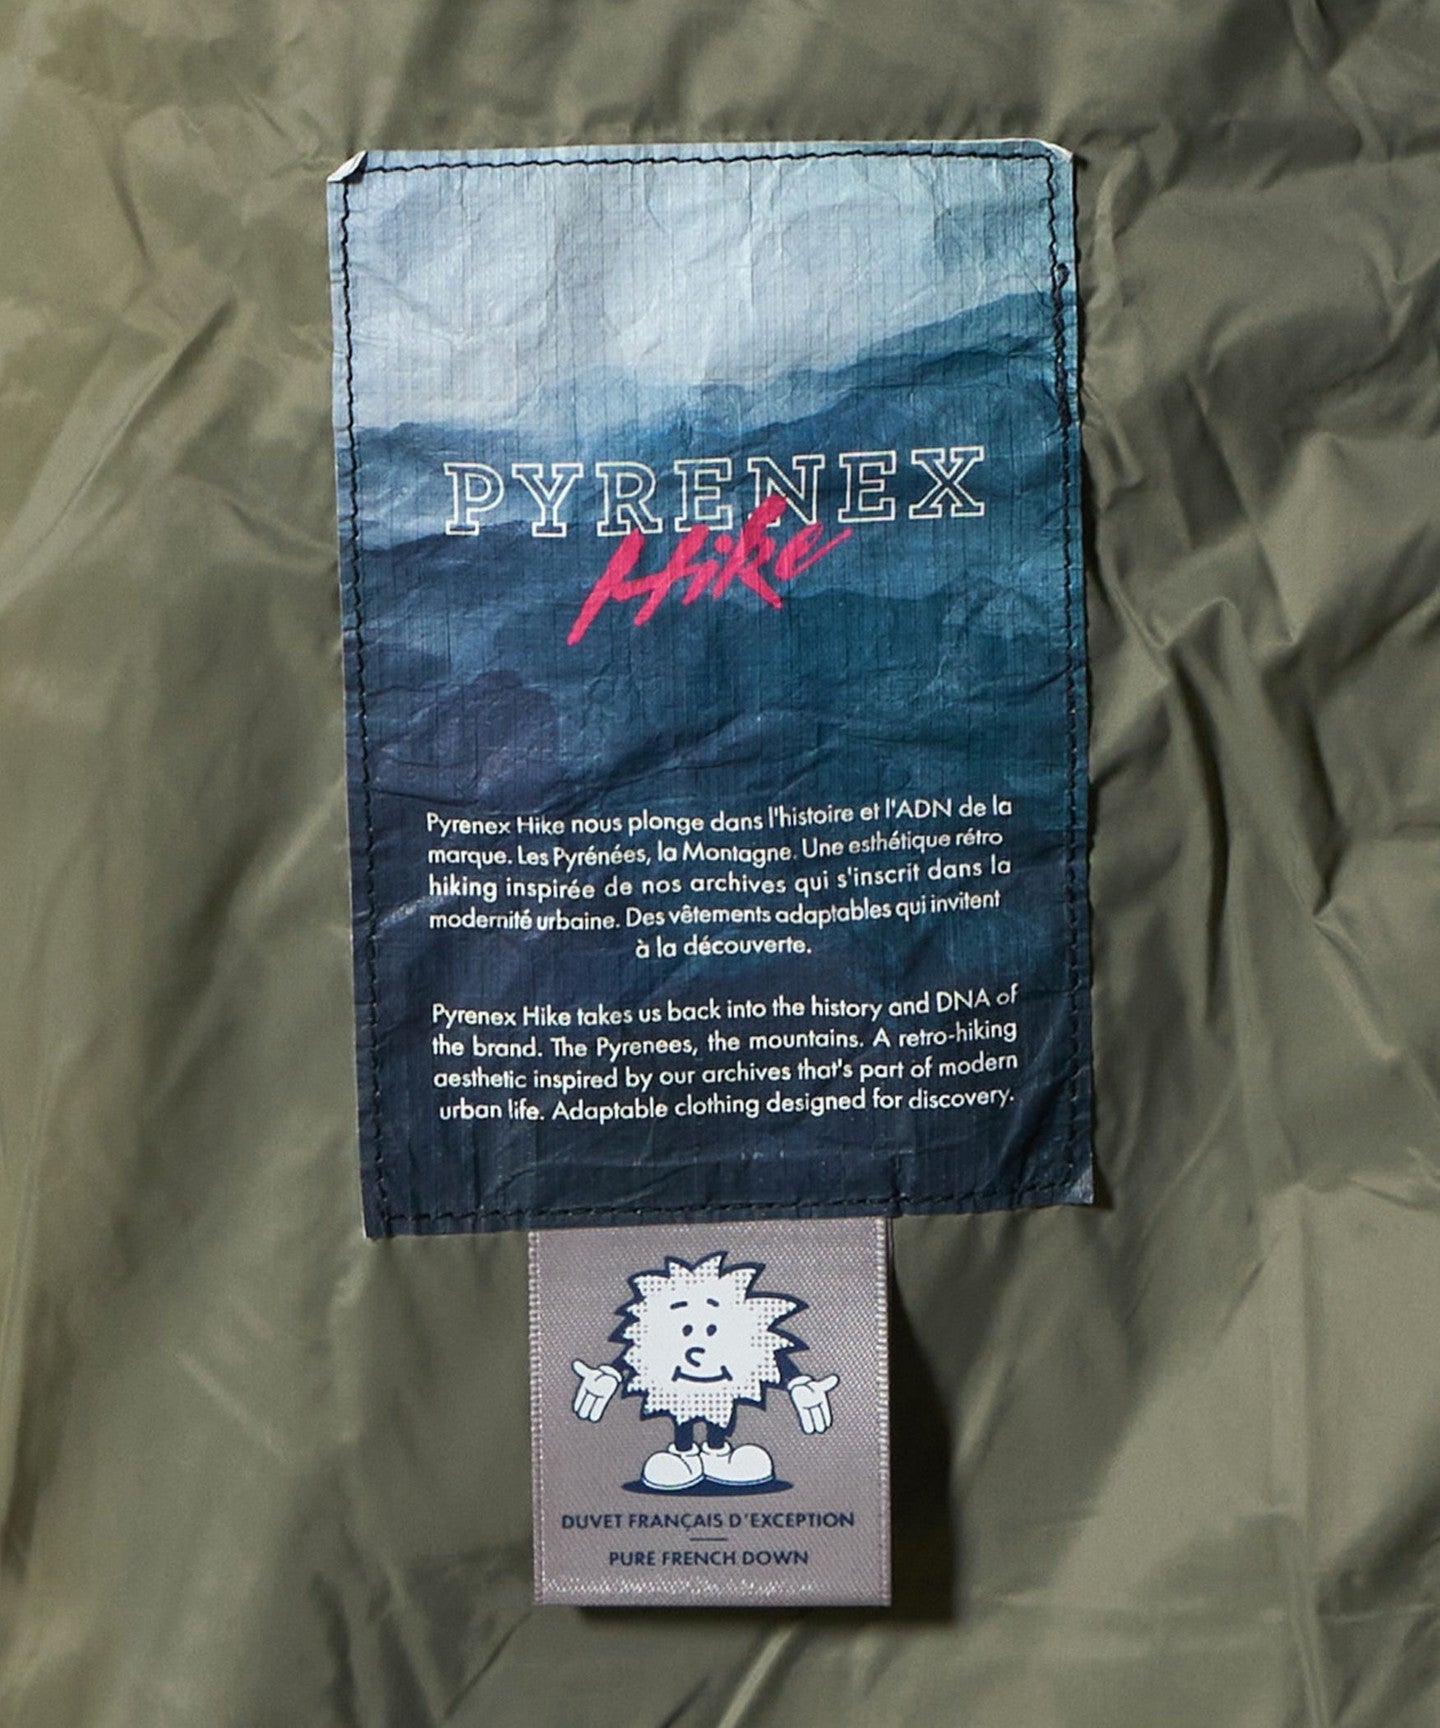 PYRENEX
Hike
Pyrenex Hike nous plonge dans l'histoire et l'ADN de la
marque. Les Pyrénées, la Montagne. Une esthétique rétro
hiking inspirée de nos archives qui s'inscrit dans la
modernité urbaine. Des vêtements adaptables qui invitent
à la découverte.
Pyrenex Hike takes us back into the history and DNA of
the brand. The Pyrenees, the mountains. A retro-hiking
aesthetic inspired by our archives that's part of modern
urban life. Adaptable clothing designed for discovery.
DUVET FRANÇAIS D'EXCEPTION
PURE FRENCH DOWN